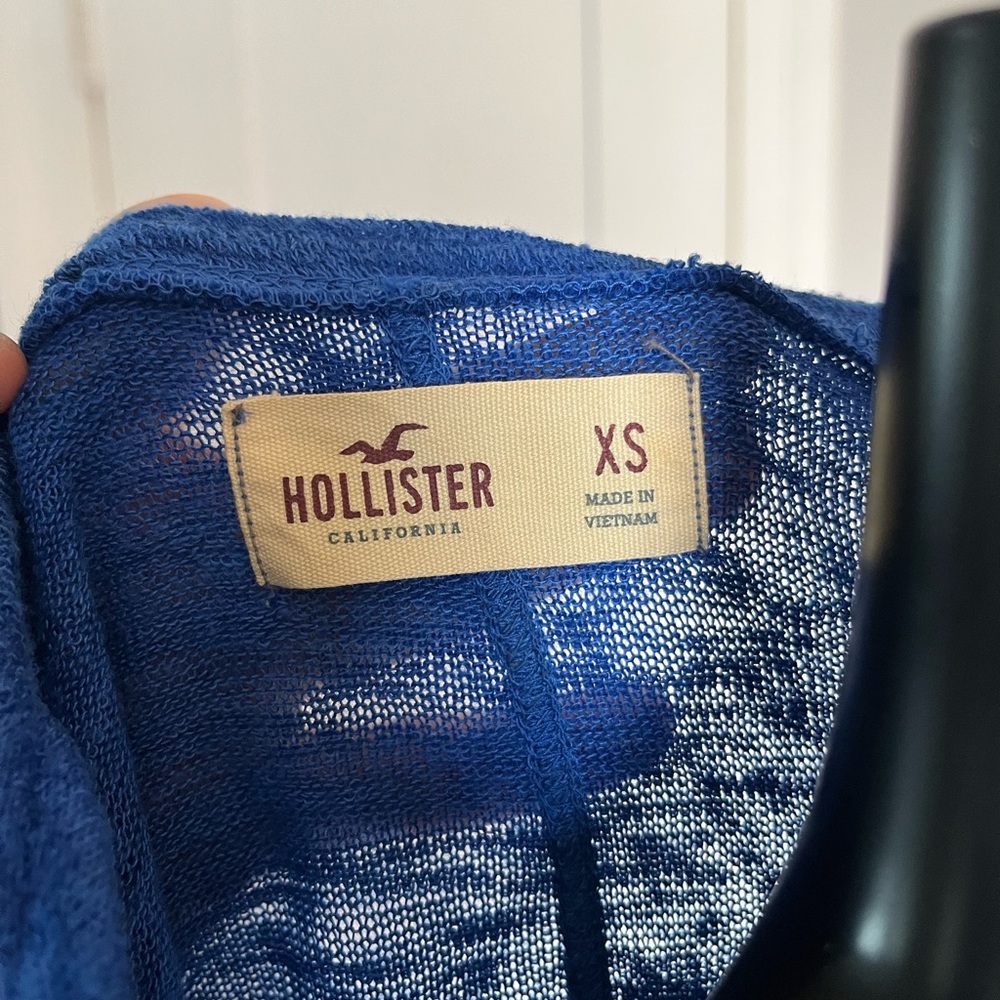 HOLLISTER
CALIFORNIA
XS
MADE IN
VIETNAM